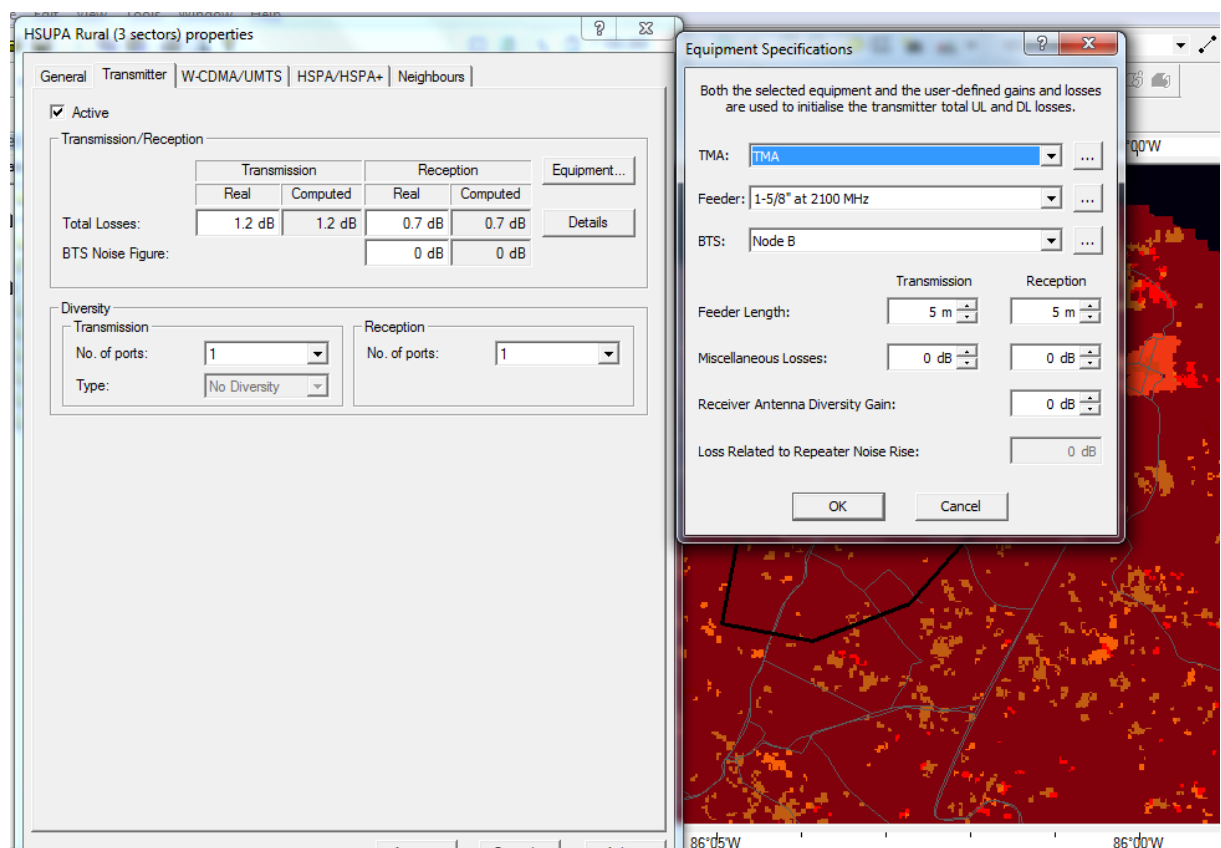 Edit View Tools Window Help
HSUPA Rural (3 sectors) properties
General Transmitter W-CDMA/UMTS HSPA/HSPA+ Neighbours
Active
Transmission/Reception
Transmission Reception Equipment...
Real Computed Real Computed
Total Losses: 1.2 dB 1.2 dB 0.7 dB 0.7 dB Details
BTS Noise Figure: 0 dB 0 dB
Diversity
Transmission
No. of ports: 1
Type: No Diversity
Reception
No. of ports: 1
Equipment Specifications
Both the selected equipment and the user-defined gains and losses
are used to initialise the transmitter total UL and DL losses.
TMA: TMA ...
Feeder: 1-5/8" at 2100 MHz ...
BTS: Node B ...
Transmission Reception
Feeder Length: 5 m 5 m
Miscellaneous Losses: 0 dB 0 dB
Receiver Antenna Diversity Gain: 0 dB
Loss Related to Repeater Noise Rise: 0 dB
OK Cancel
°00'W
86°05'W 86°00'W